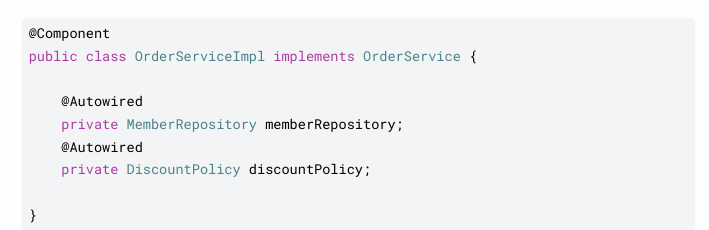 @Component
public class OrderServiceImpl implements OrderService {
@Autowired
private MemberRepository memberRepository;
@Autowired
private DiscountPolicy discountPolicy;
}